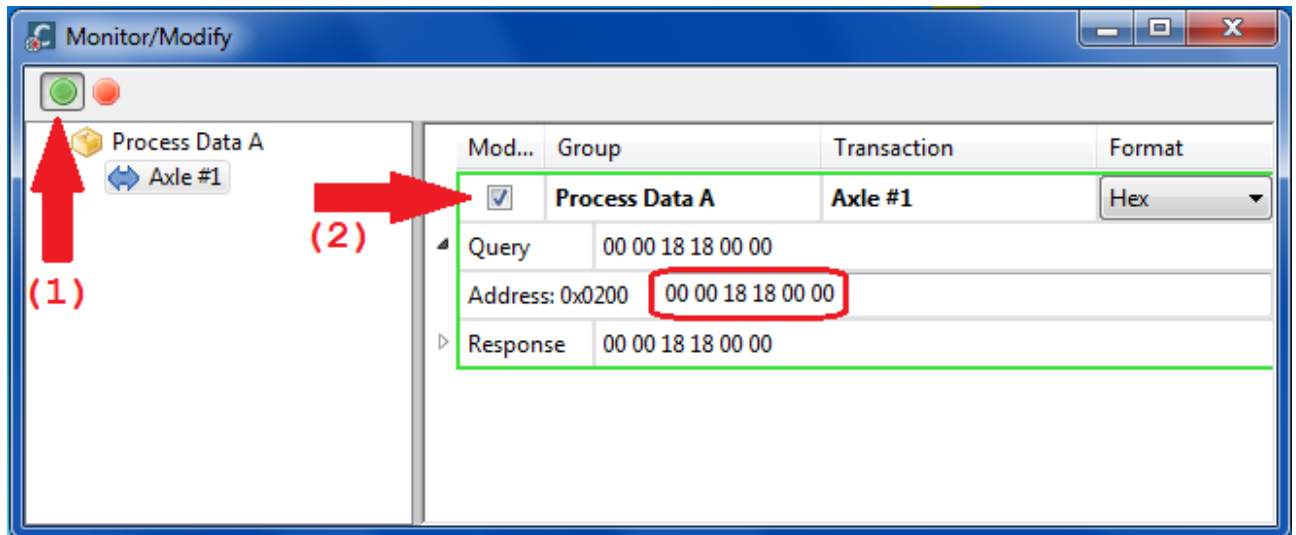 Monitor/Modify
Process Data A
Axle #1
Mod... Group Transaction Format
Process Data A Axle #1 Hex
(2)
Query 00 00 18 18 00 00
(1)
Address: 0x0200 00 00 18 18 00 00
Response 00 00 18 18 00 00